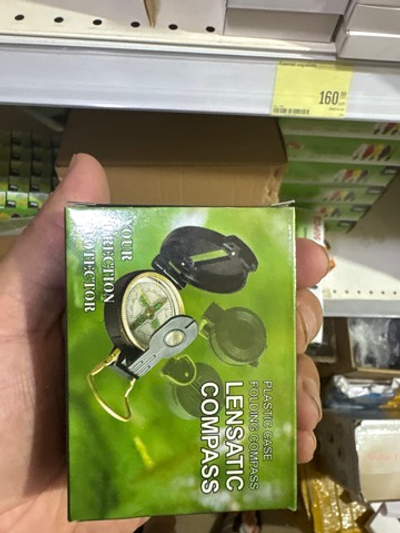 160
YOUR
DIRECTION
PROTECTOR
PLASTIC CASE
FOLDING COMPASS
LENSATIC
COMPASS